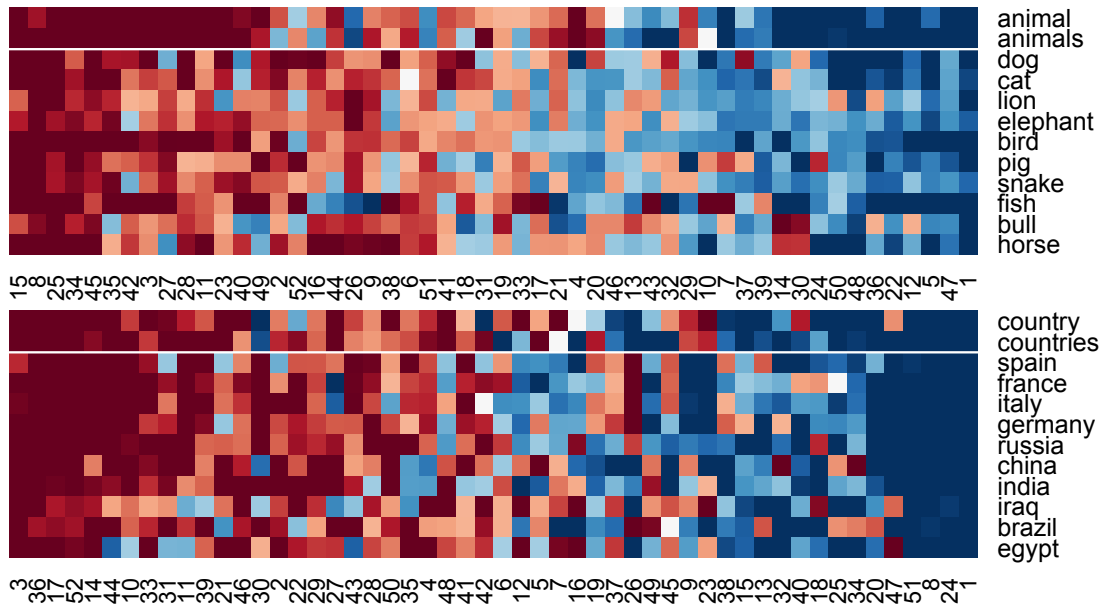 animal
animals
dog
cat
lion
elephant
bird
pig
snake
fish
bull
horse
15 8 25 34 45 35 42 3 27 28 11 23 40 49 2 52 16 44 26 9 38 6 51 41 18 31 19 33 17 21 4 20 46 13 43 32 29 10 7 37 39 14 30 24 50 48 36 22 12 5 47 1
country
countries
spain
france
italy
germany
russia
china
india
iraq
brazil
egypt
3 36 17 52 14 44 10 33 31 11 39 21 46 30 2 22 29 27 43 28 50 35 4 48 41 42 6 12 5 7 16 19 37 26 49 45 9 23 38 15 13 32 40 18 25 34 20 47 51 8 24 1